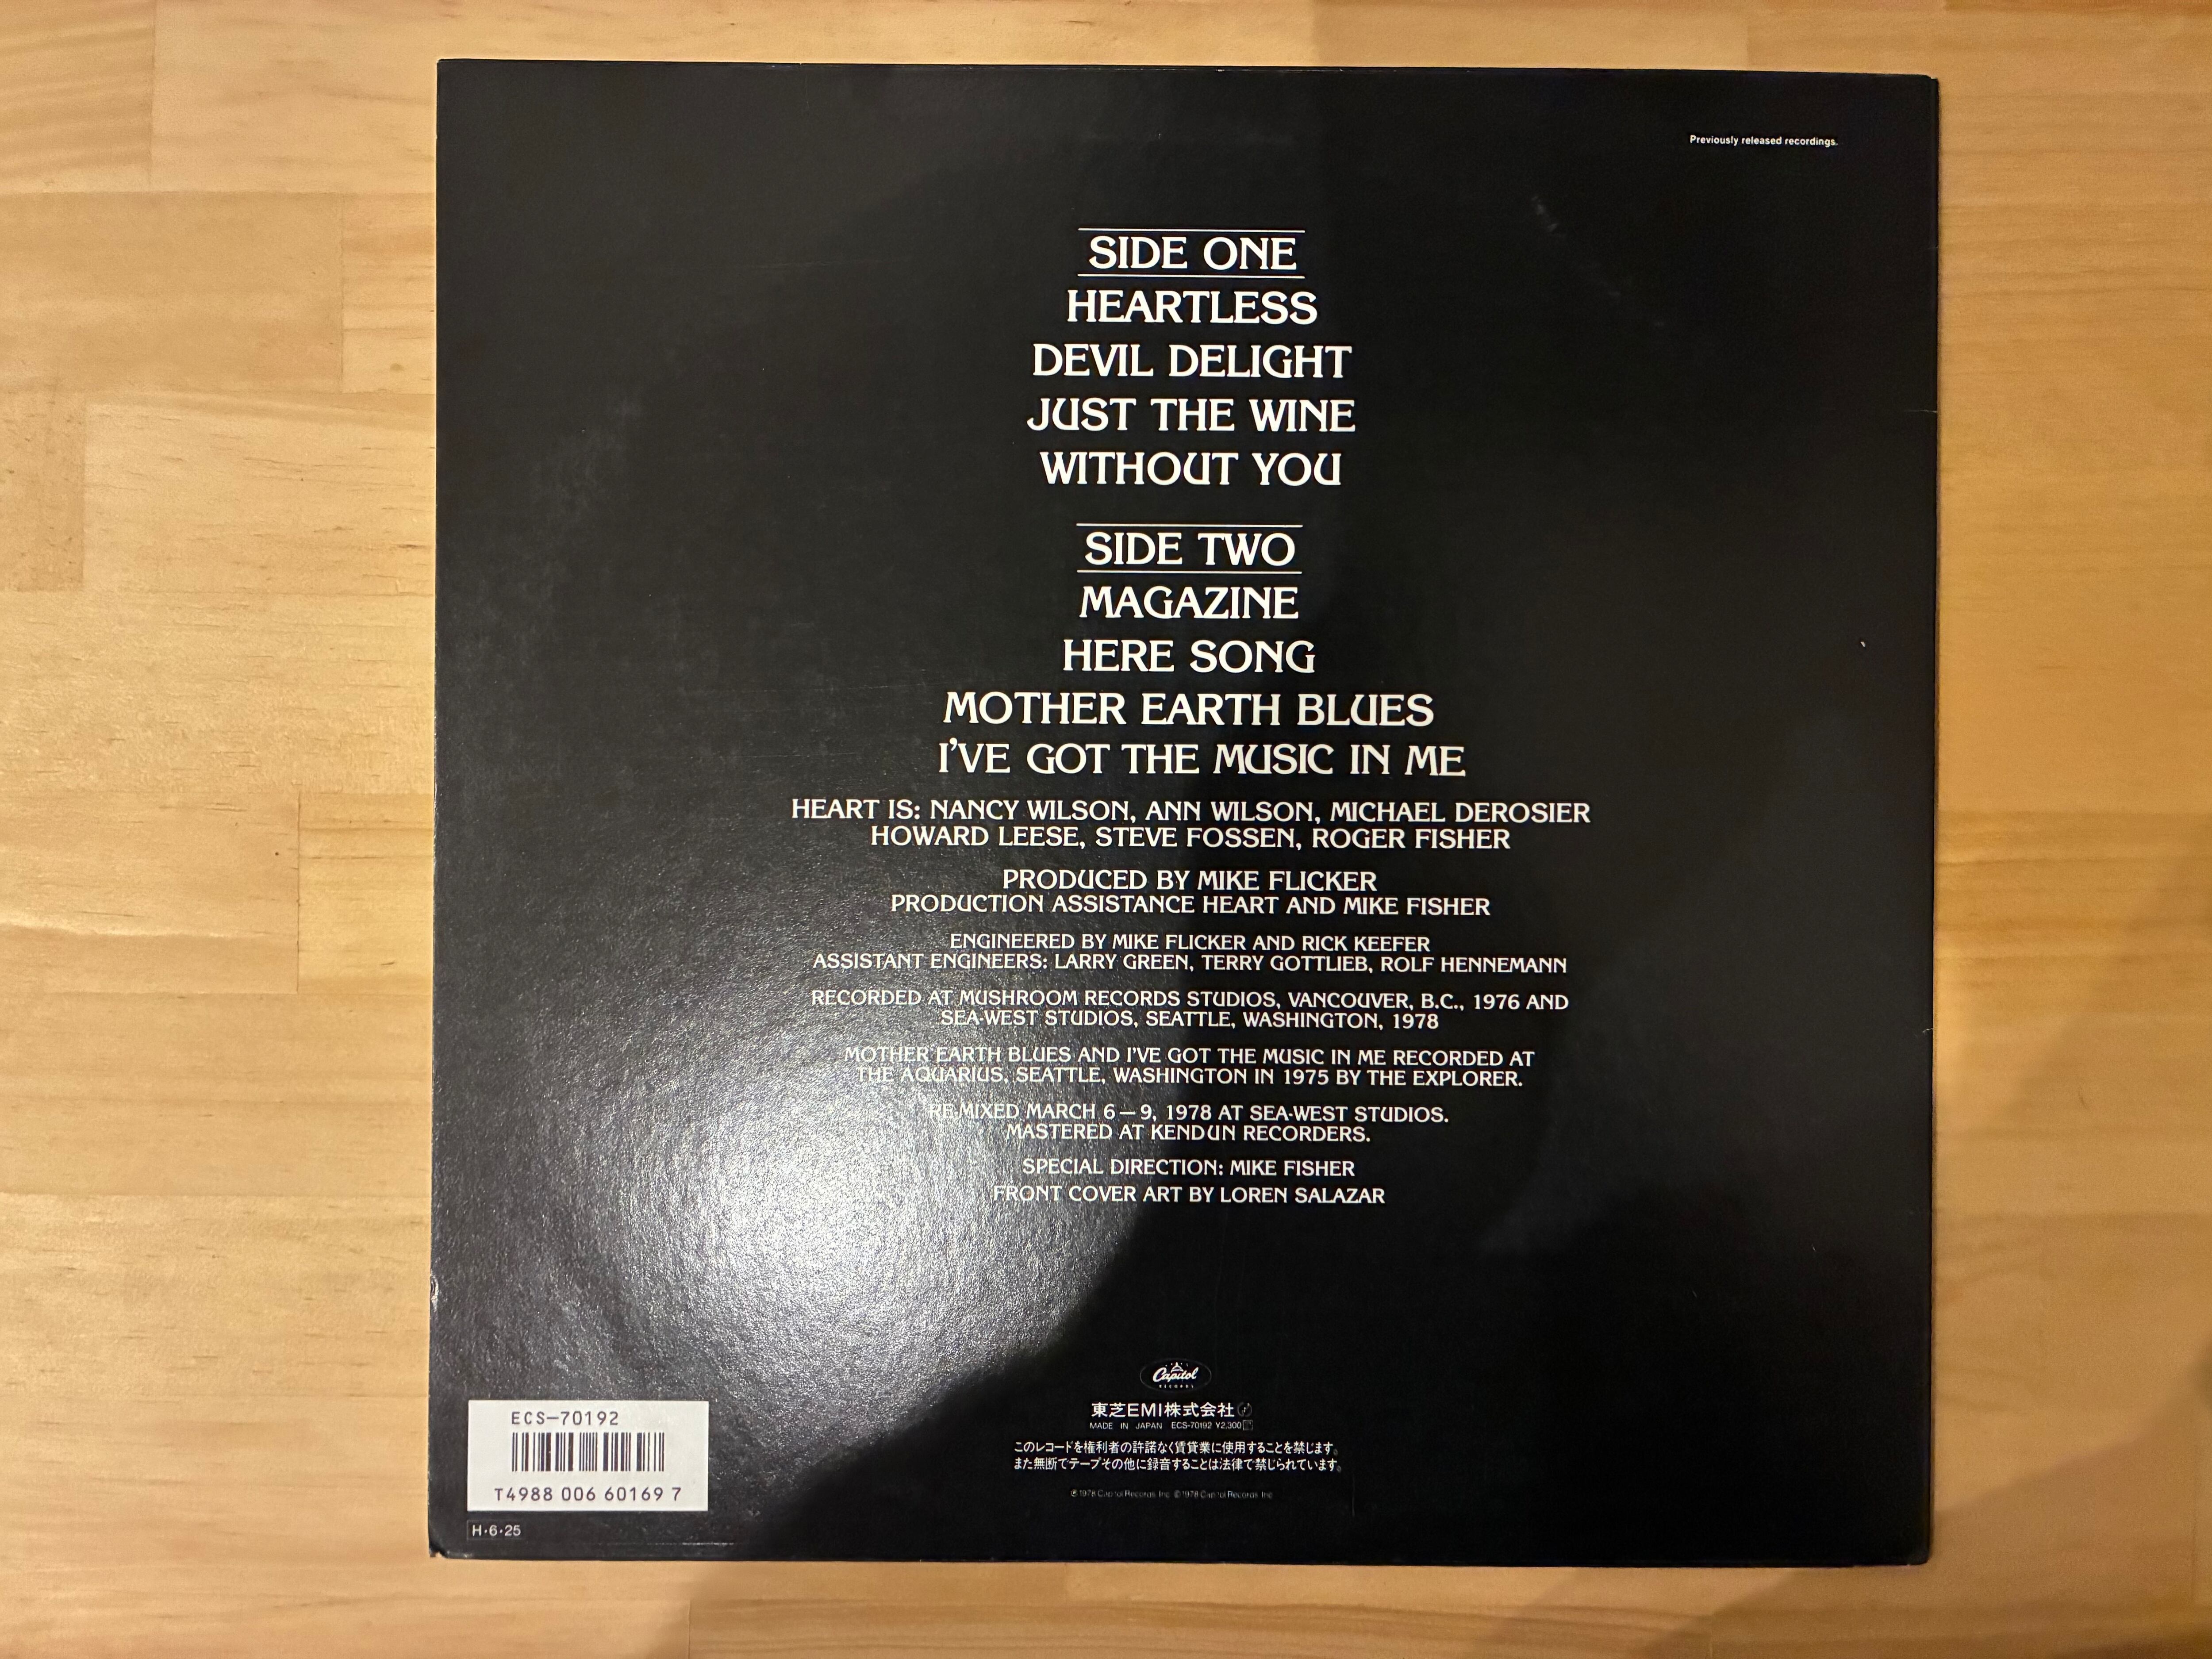 Previously released recordings.
SIDE ONE
HEARTLESS
DEVIL DELIGHT
JUST THE WINE
WITHOUT YOU
SIDE TWO
MAGAZINE
HERE SONG
MOTHER EARTH BLUES
I'VE GOT THE MUSIC IN ME
HEART IS: NANCY WILSON, ANN WILSON, MICHAEL DEROSIER
HOWARD LEESE, STEVE FOSSEN, ROGER FISHER
PRODUCED BY MIKE FLICKER
PRODUCTION ASSISTANCE HEART AND MIKE FISHER
ENGINEERED BY MIKE FLICKER AND RICK KEEFER
ASSISTANT ENGINEERS: LARRY GREEN, TERRY GOTTLIEB, ROLF HENNEMANN
RECORDED AT MUSHROOM RECORDS STUDIOS, VANCOUVER, B.C., 1976 AND
SEA-WEST STUDIOS, SEATTLE, WASHINGTON, 1978
MOTHER EARTH BLUES AND I'VE GOT THE MUSIC IN ME RECORDED AT
THE AQUARIUS, SEATTLE, WASHINGTON IN 1975 BY THE EXPLORER.
RE-MIXED MARCH 6–9, 1978 AT SEA-WEST STUDIOS.
MASTERED AT KENDUN RECORDERS.
SPECIAL DIRECTION: MIKE FISHER
FRONT COVER ART BY LOREN SALAZAR
Capitol
RECORDS
東芝EMI株式会社
MADE IN JAPAN ECS-70192 ¥2,300
このレコードを権利者の許諾なく賃貸業に使用することを禁じます。
また無断でテープその他に録音することは法律で禁じられています。
℗1978 Capitol Records, Inc. ©1978 Capitol Records, Inc.
ECS-70192
T4988 006 60169 7
H·6·25